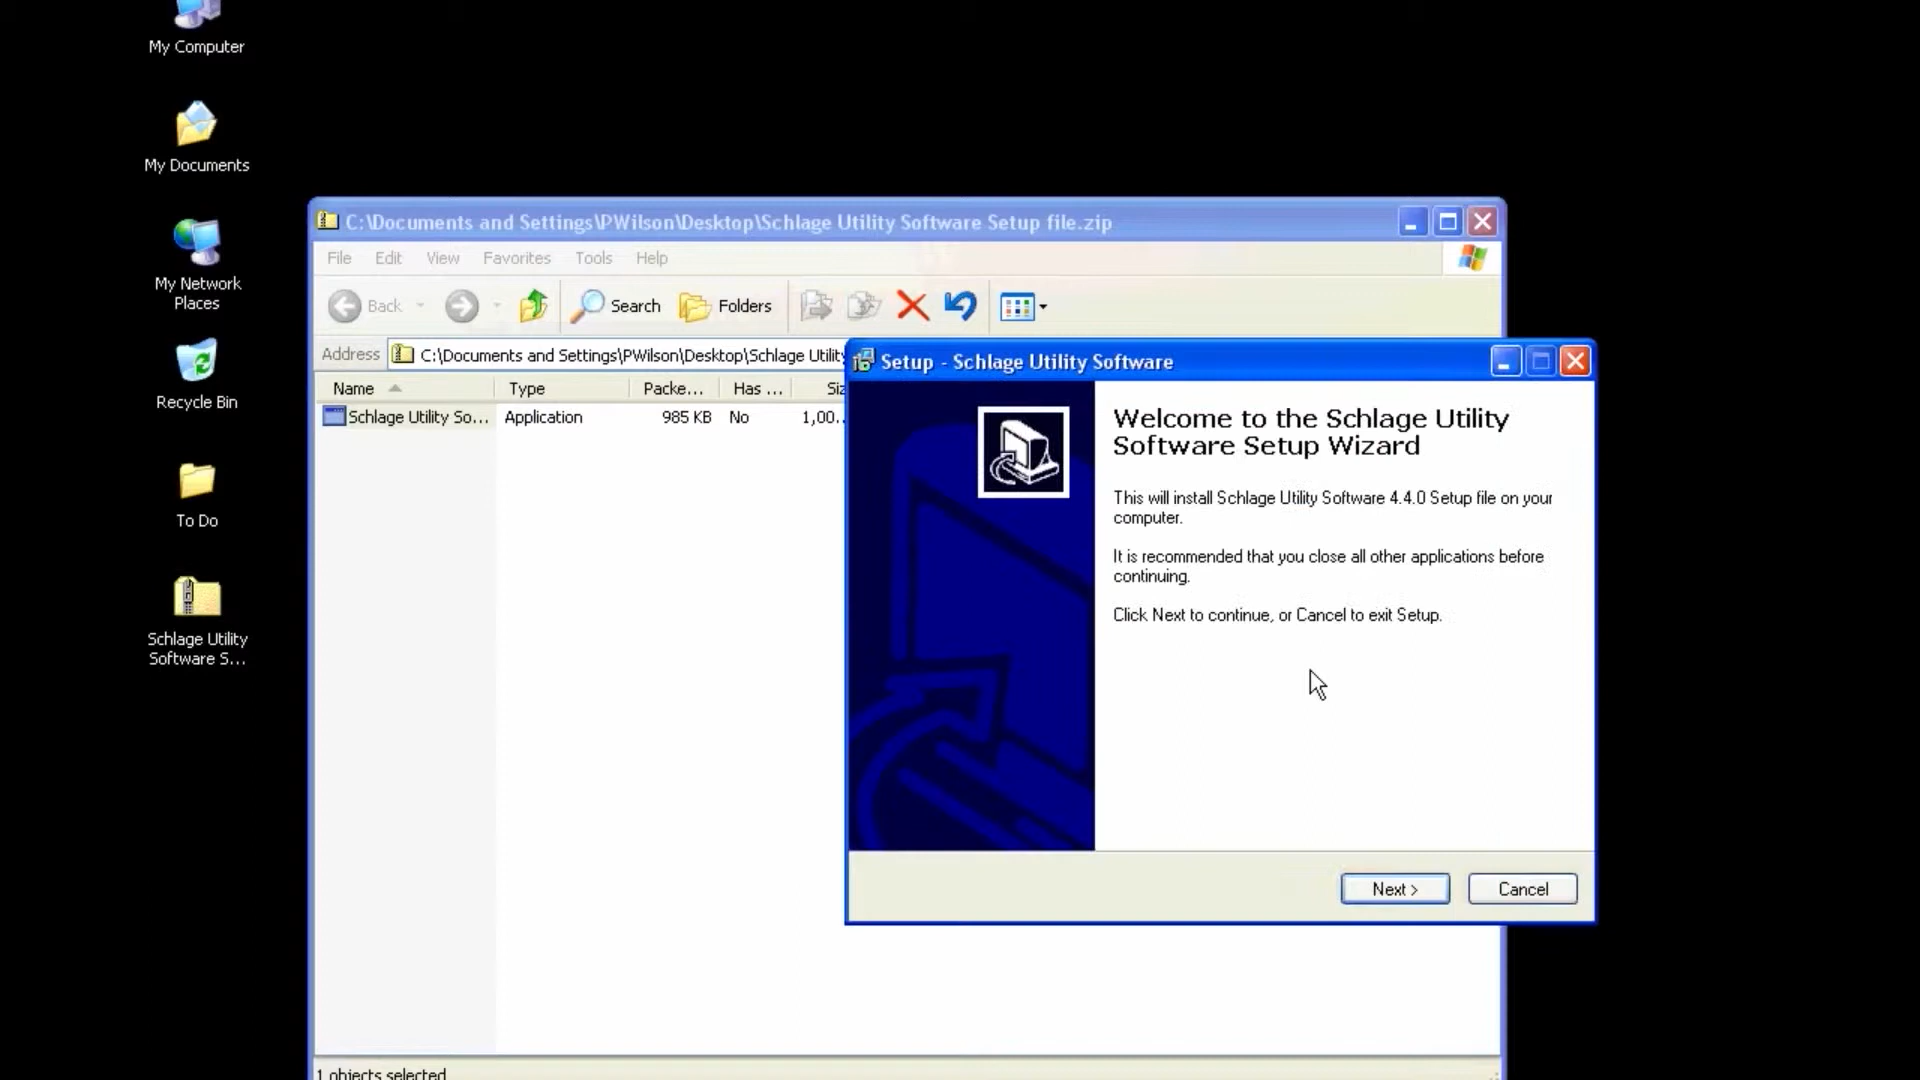 My Computer
My Documents
My Network
Places
Recycle Bin
To Do
Schlage Utility
Software S...
C:\Documents and Settings\PWilson\Desktop\Schlage Utility Software Setup file.zip
File Edit View Favorites Tools Help
Back Search Folders
Address C:\Documents and Settings\PWilson\Desktop\Schlage Utility
Name Type Packe... Has ... Siz
Schlage Utility So... Application 985 KB No 1,00...
1 objects selected
Setup - Schlage Utility Software
Welcome to the Schlage Utility
Software Setup Wizard
This will install Schlage Utility Software 4.4.0 Setup file on your
computer.
It is recommended that you close all other applications before
continuing.
Click Next to continue, or Cancel to exit Setup.
Next > Cancel